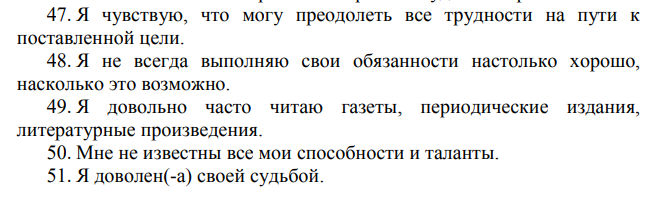 47. Я чувствую, что могу преодолеть все трудности на пути к
поставленной цели.
48. Я не всегда выполняю свои обязанности настолько хорошо,
насколько это возможно.
49. Я довольно часто читаю газеты, периодические издания,
литературные произведения.
50. Мне не известны все мои способности и таланты.
51. Я доволен(-а) своей судьбой.